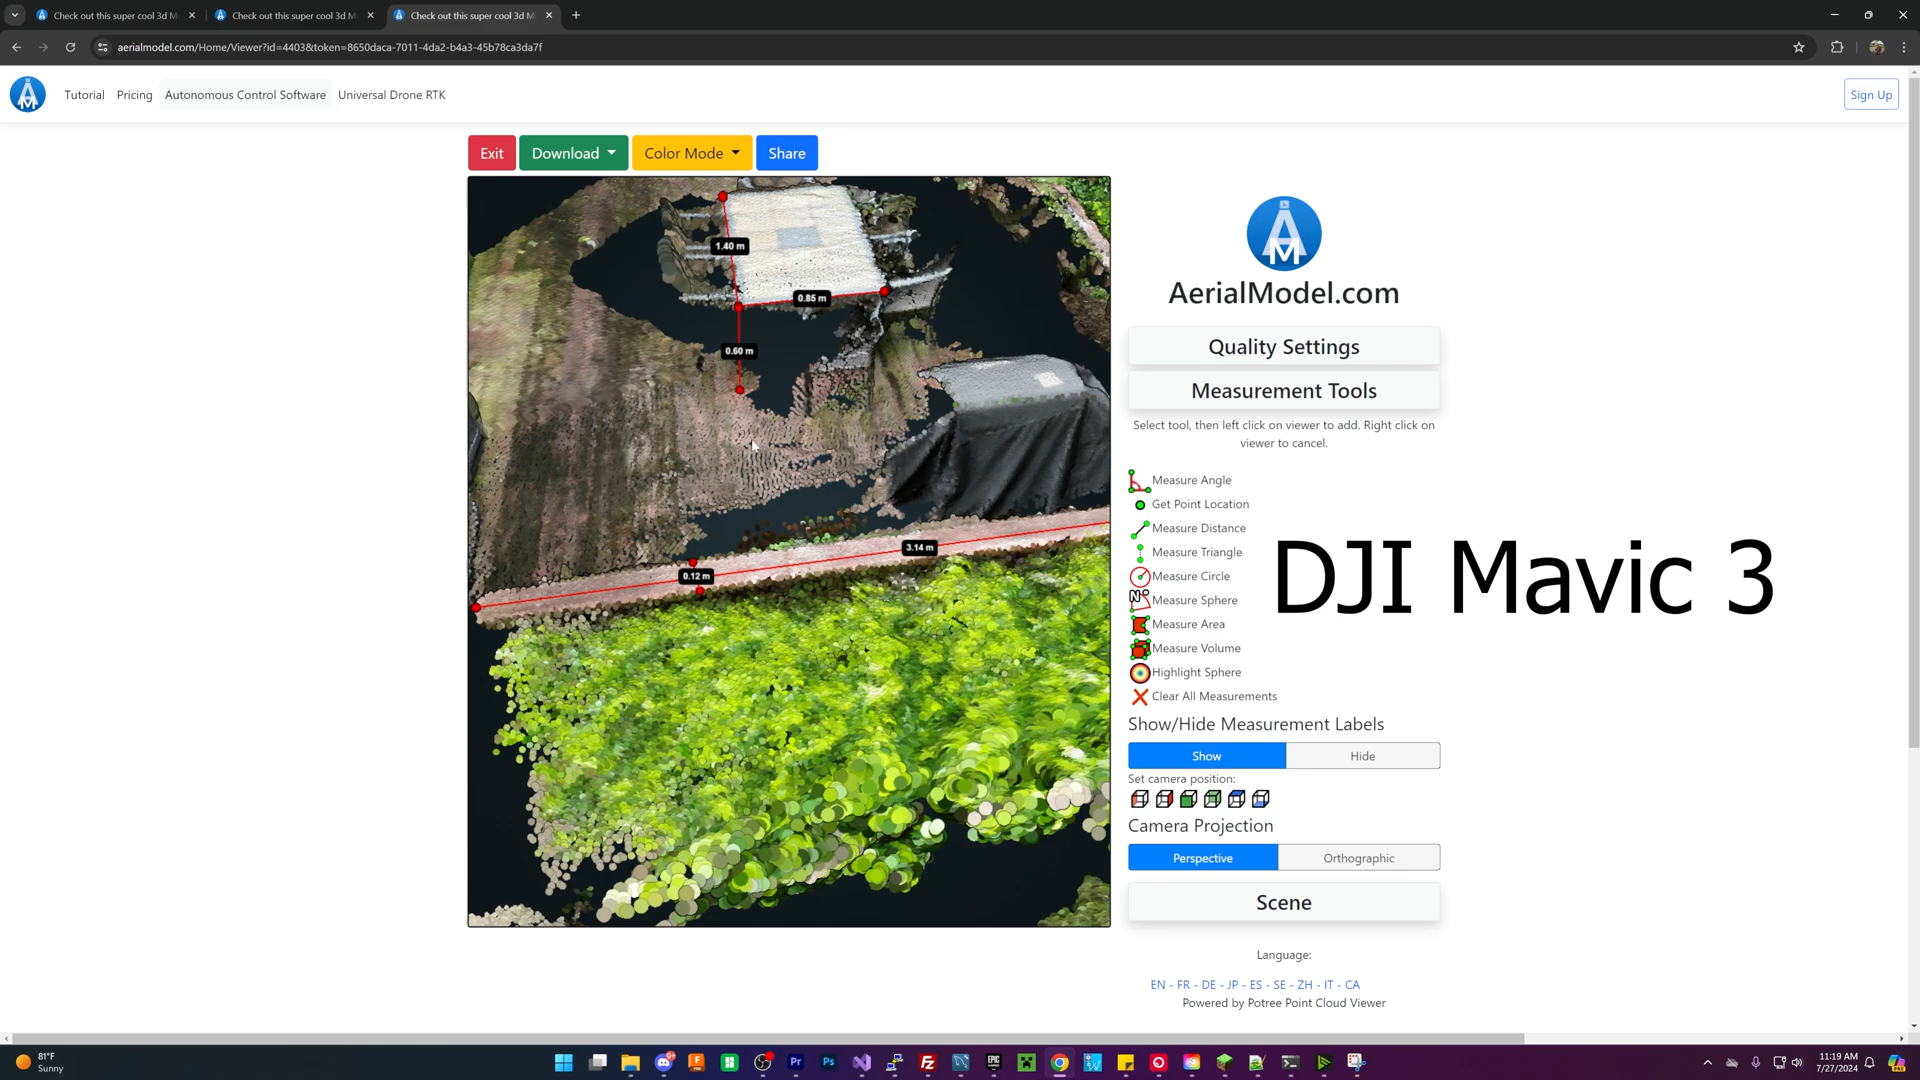 Check out this super cool 3d M
Check out this super cool 3d M
Check out this super cool 3d M
aerialmodel.com/Home/Viewer?id=4403&token=8650daca-7011-4da2-b4a3-45b78ca3da7f
Tutorial
Pricing
Autonomous Control Software
Universal Drone RTK
Sign Up
Exit
Download
Color Mode
Share
1.40 m
0.85 m
0.60 m
3.14 m
0.12 m
AerialModel.com
Quality Settings
Measurement Tools
Select tool, then left click on viewer to add. Right click on
viewer to cancel.
Measure Angle
Get Point Location
Measure Distance
Measure Triangle
Measure Circle
Measure Sphere
Measure Area
Measure Volume
Highlight Sphere
Clear All Measurements
DJI Mavic 3
Show/Hide Measurement Labels
Show
Hide
Set camera position:
Camera Projection
Perspective
Orthographic
Scene
Language:
EN - FR - DE - JP - ES - SE - ZH - IT - CA
Powered by Potree Point Cloud Viewer
81°F
Sunny
11:19 AM
7/27/2024